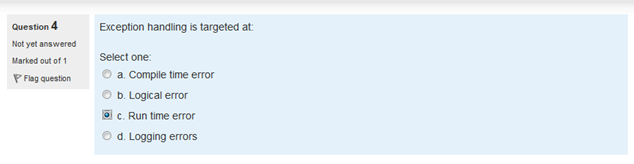 Question 4
Not yet answered
Marked out of 1
Flag question
Exception handling is targeted at:
Select one:
a. Compile time error
b. Logical error
c. Run time error
d. Logging errors